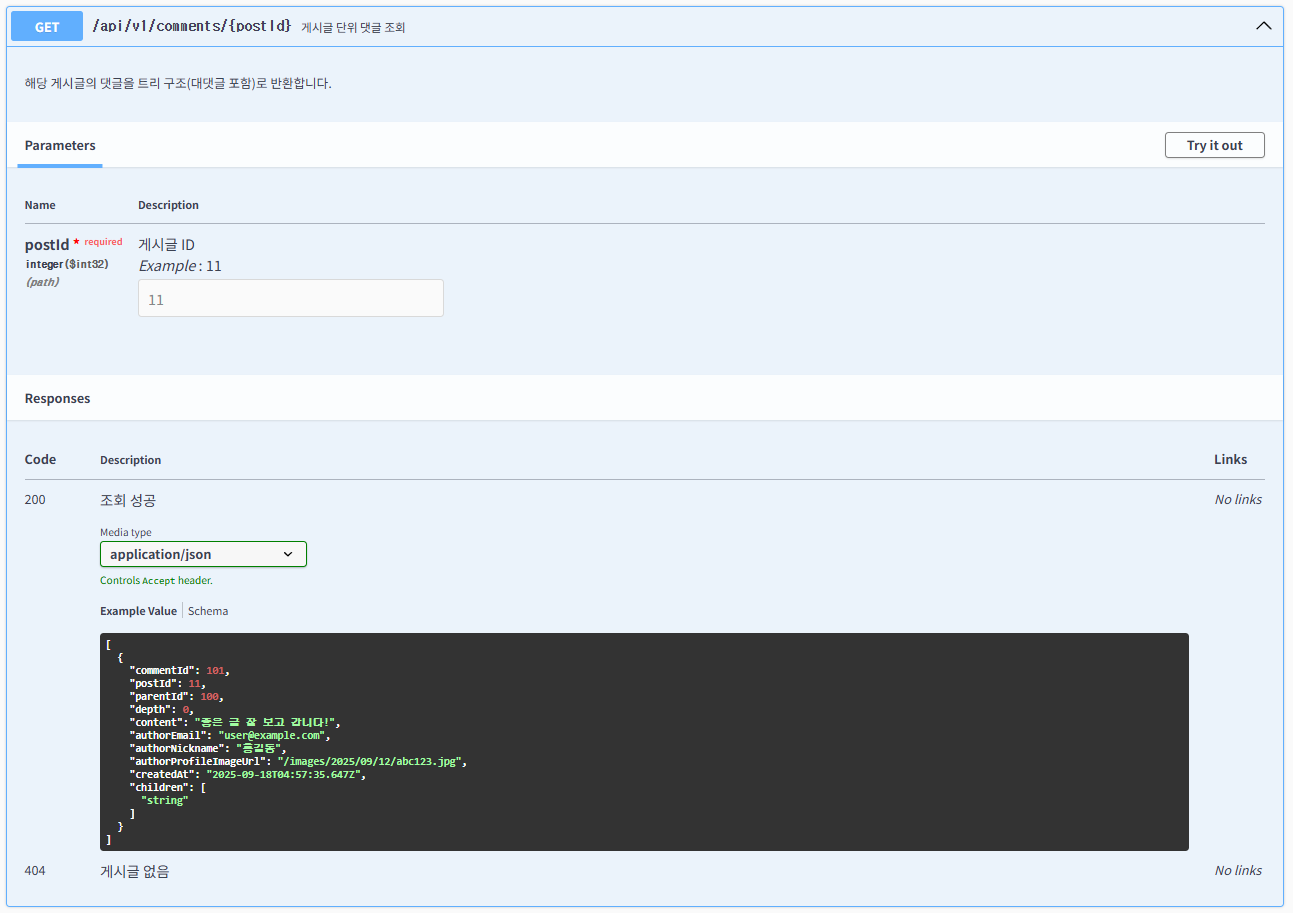 GET /api/v1/comments/{postId} 게시글 단위 댓글 조회
해당 게시글의 댓글을 트리 구조(대댓글 포함)로 반환합니다.
Parameters Try it out
Name Description
postId * required 게시글 ID
integer($int32) Example : 11
(path)
11
Responses
Code Description Links
200 조회 성공 No links
Media type
application/json
Controls Accept header.
Example Value Schema
[
  {
    "commentId": 101,
    "postId": 11,
    "parentId": 100,
    "depth": 0,
    "content": "좋은 글 잘 보고 갑니다!",
    "authorEmail": "user@example.com",
    "authorNickname": "홍길동",
    "authorProfileImageUrl": "/images/2025/09/12/abc123.jpg",
    "createdAt": "2025-09-18T04:57:35.647Z",
    "children": [
      "string"
    ]
  }
]
404 게시글 없음 No links